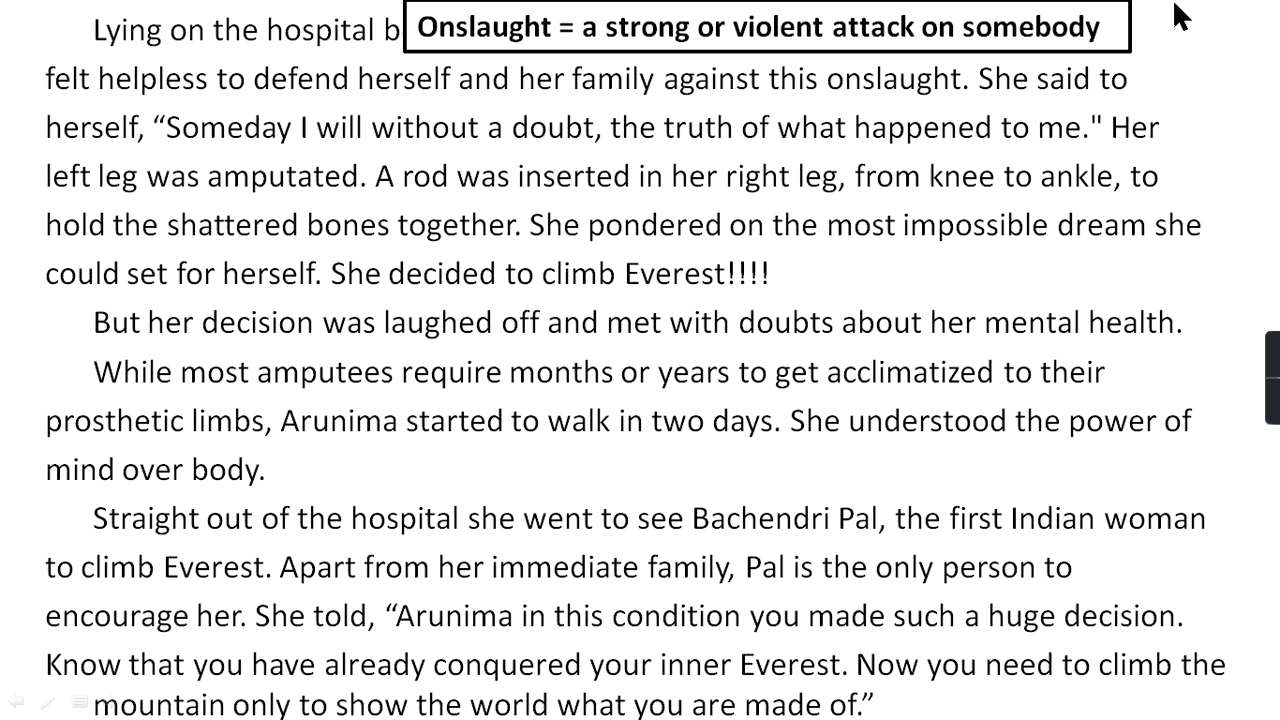 Lying on the hospital b
Onslaught = a strong or violent attack on somebody
felt helpless to defend herself and her family against this onslaught. She said to
herself, “Someday I will without a doubt, the truth of what happened to me." Her
left leg was amputated. A rod was inserted in her right leg, from knee to ankle, to
hold the shattered bones together. She pondered on the most impossible dream she
could set for herself. She decided to climb Everest!!!!
But her decision was laughed off and met with doubts about her mental health.
While most amputees require months or years to get acclimatized to their
prosthetic limbs, Arunima started to walk in two days. She understood the power of
mind over body.
Straight out of the hospital she went to see Bachendri Pal, the first Indian woman
to climb Everest. Apart from her immediate family, Pal is the only person to
encourage her. She told, “Arunima in this condition you made such a huge decision.
Know that you have already conquered your inner Everest. Now you need to climb the
mountain only to show the world what you are made of.”